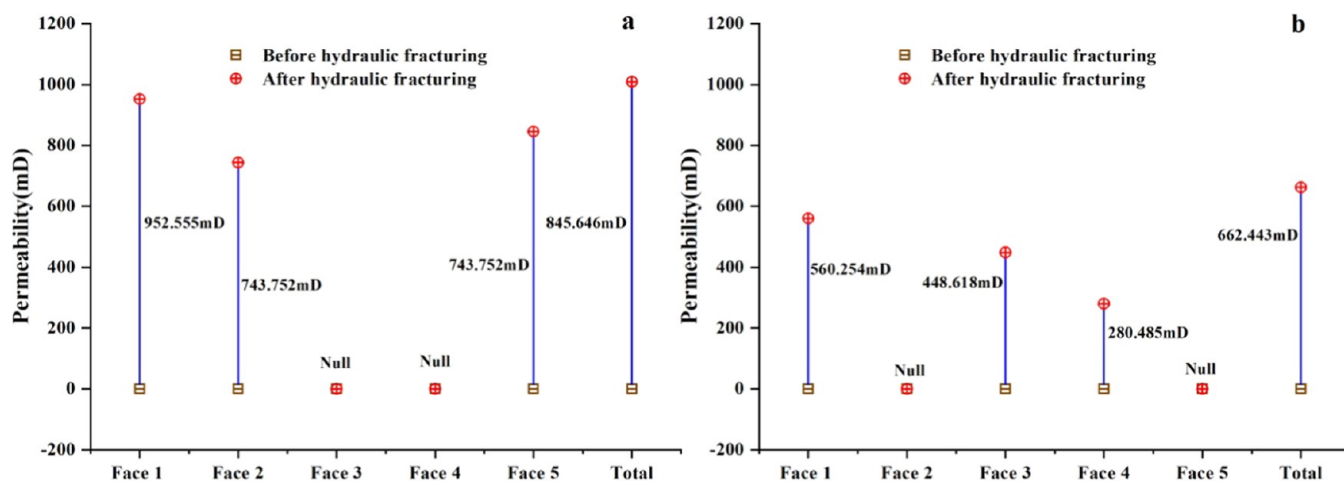 a
Before hydraulic fracturing
After hydraulic fracturing
Permeability(mD)
1200
1000
800
600
400
200
0
-200
952.555mD
743.752mD
Null
Null
743.752mD
845.646mD
Face 1 Face 2 Face 3 Face 4 Face 5 Total
b
Before hydraulic fracturing
After hydraulic fracturing
Permeability(mD)
1200
1000
800
600
400
200
0
-200
560.254mD
Null
448.618mD
280.485mD
Null
662.443mD
Face 1 Face 2 Face 3 Face 4 Face 5 Total